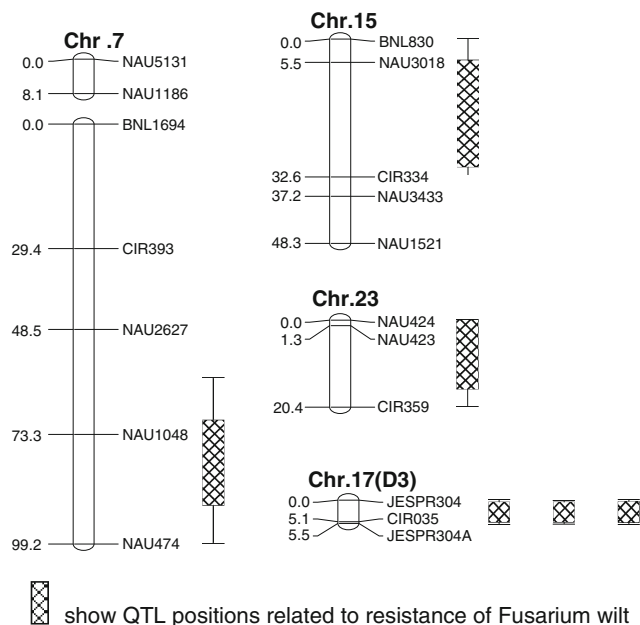 Chr .7
0.0 NAU5131
8.1 NAU1186
0.0 BNL1694
29.4 CIR393
48.5 NAU2627
73.3 NAU1048
99.2 NAU474
Chr.15
0.0 BNL830
5.5 NAU3018
32.6 CIR334
37.2 NAU3433
48.3 NAU1521
Chr.23
0.0 NAU424
1.3 NAU423
20.4 CIR359
Chr.17(D3)
0.0 JESPR304
5.1 CIR035
5.5 JESPR304A
show QTL positions related to resistance of Fusarium wilt